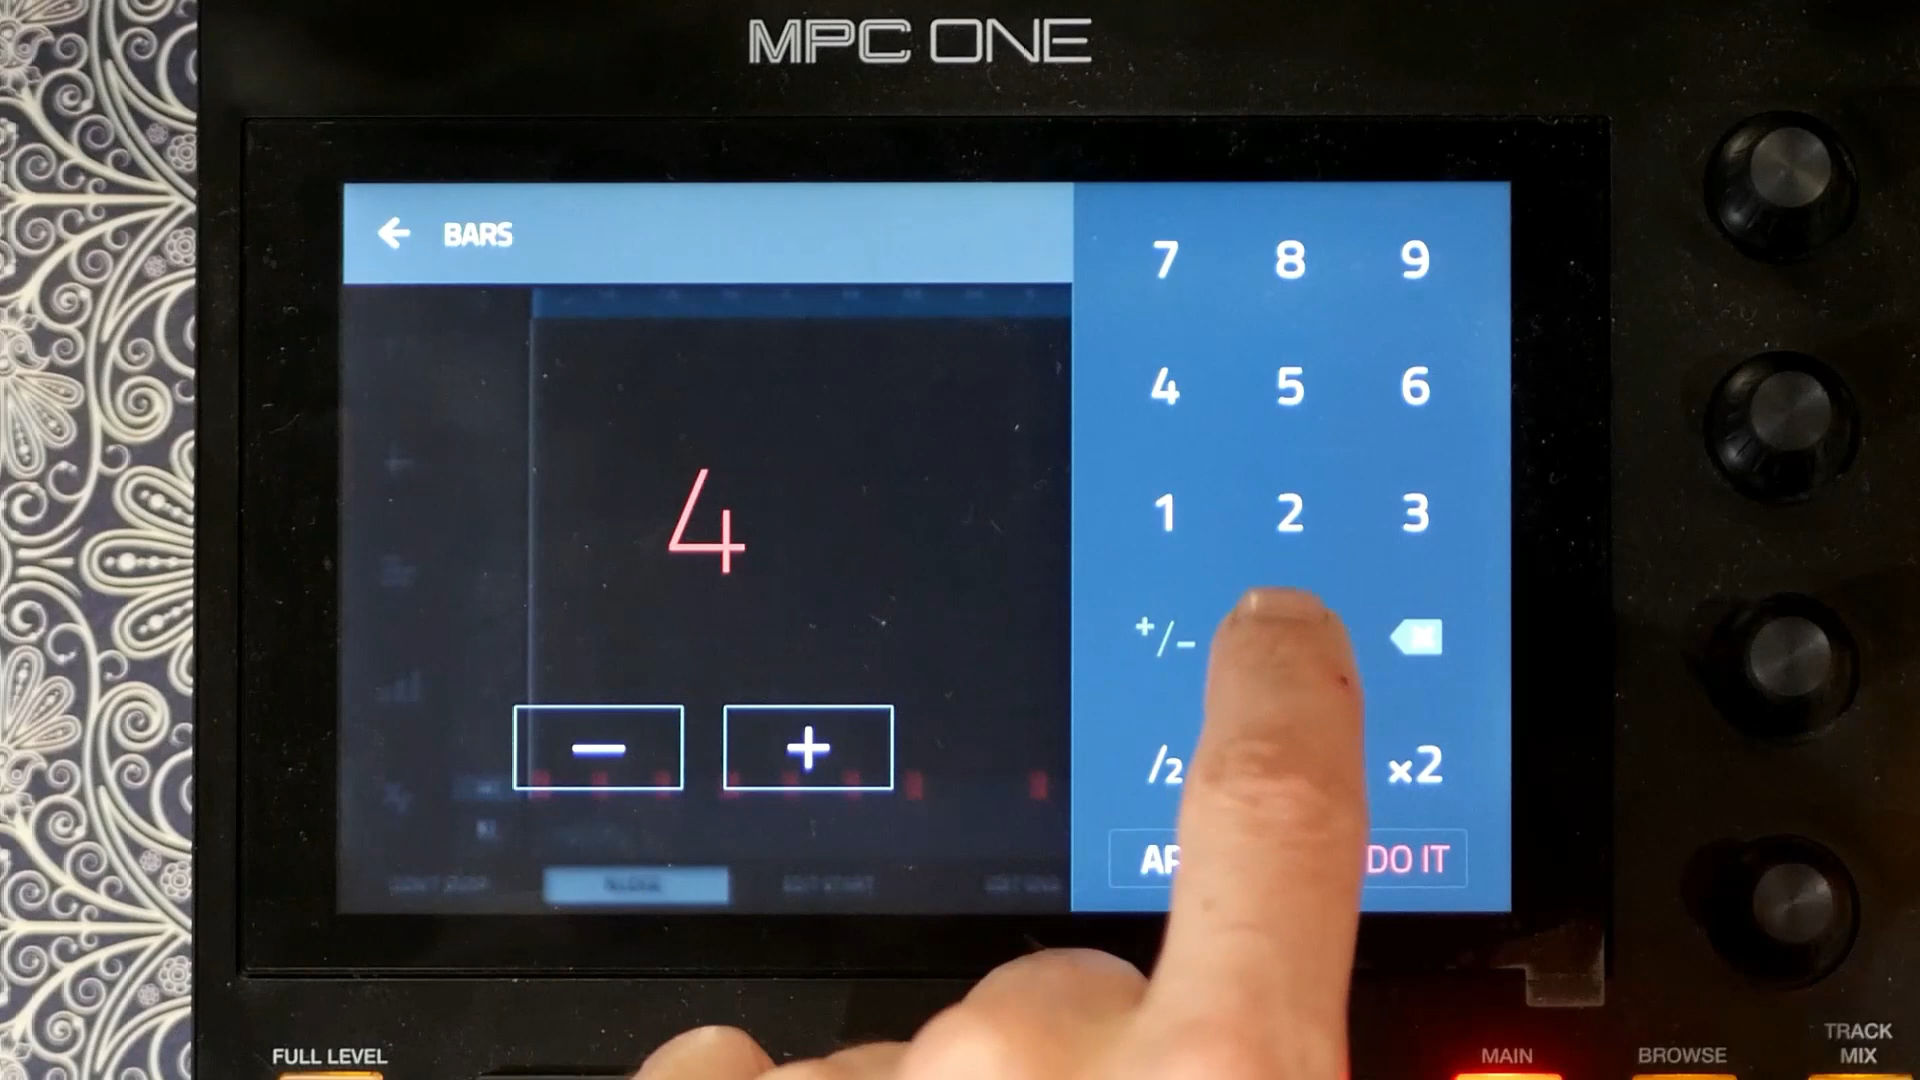 MPC ONE
← BARS
7 8 9
4 5 6
4
1 2 3
+/-
− +
/2 ×2
DO IT
FULL LEVEL
MAIN
BROWSE
TRACK
MIX